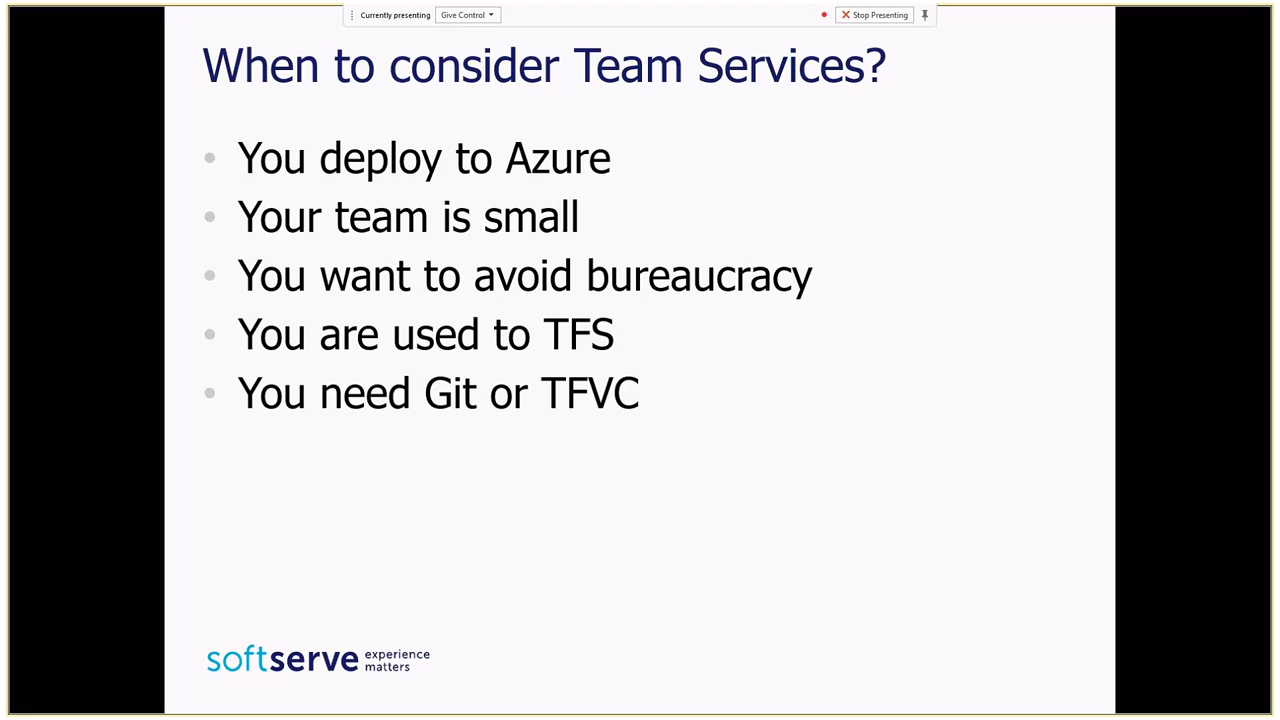 Currently presenting Give Control Stop Presenting
When to consider Team Services?
• You deploy to Azure
• Your team is small
• You want to avoid bureaucracy
• You are used to TFS
• You need Git or TFVC
softserve experience
matters